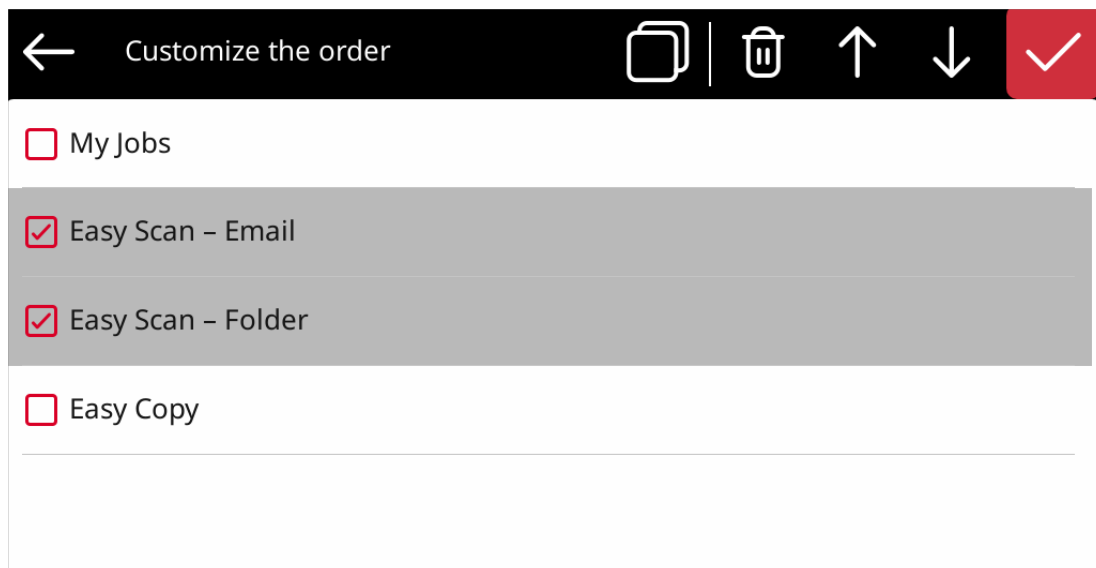 Customize the order
My Jobs
Easy Scan – Email
Easy Scan – Folder
Easy Copy